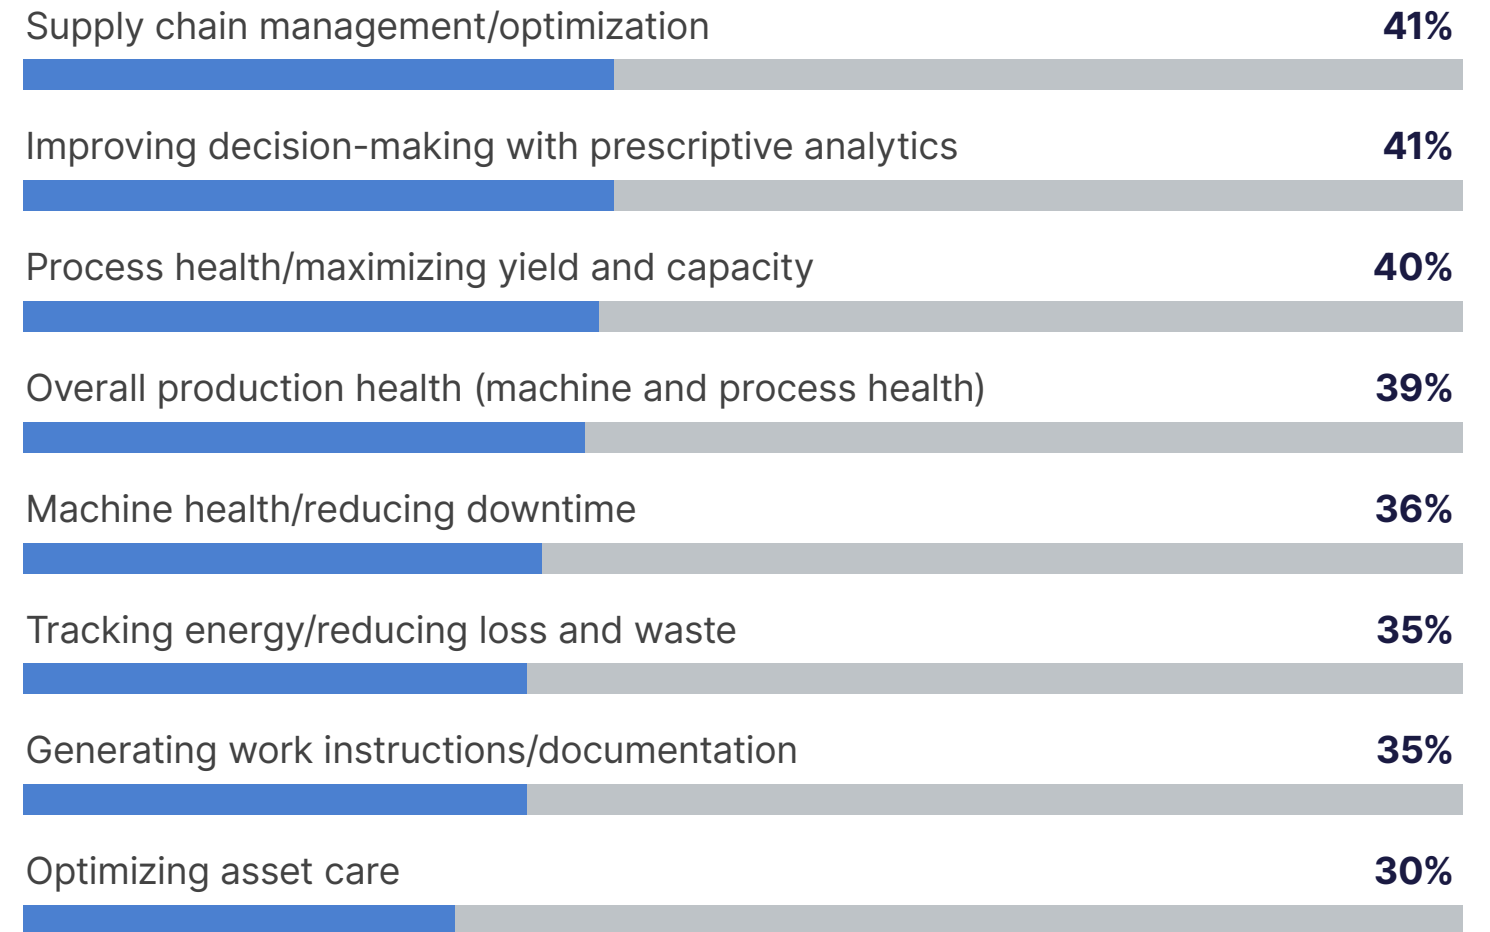 Supply chain management/optimization 41%
Improving decision-making with prescriptive analytics 41%
Process health/maximizing yield and capacity 40%
Overall production health (machine and process health) 39%
Machine health/reducing downtime 36%
Tracking energy/reducing loss and waste 35%
Generating work instructions/documentation 35%
Optimizing asset care 30%